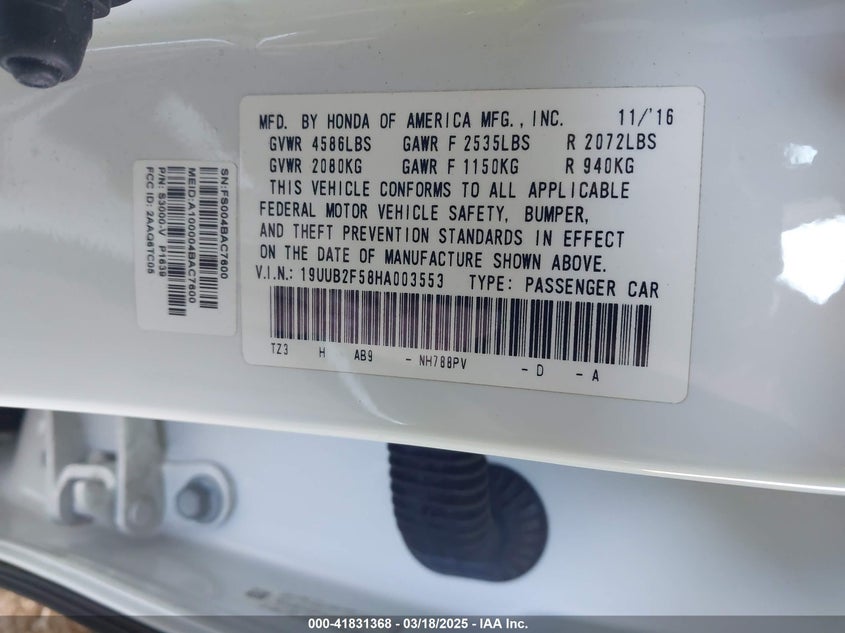 MFD. BY HONDA OF AMERICA MFG., INC. 11/'16
GVWR 4586LBS GAWR F 2535LBS R 2072LBS
GVWR 2080KG GAWR F 1150KG R 940KG
THIS VEHICLE CONFORMS TO ALL APPLICABLE
FEDERAL MOTOR VEHICLE SAFETY, BUMPER,
AND THEFT PREVENTION STANDARDS IN EFFECT
ON THE DATE OF MANUFACTURE SHOWN ABOVE.
V.I.N.: 19UUB2F58HA003553 TYPE: PASSENGER CAR
TZ3 H AB9 - NH788PV - D - A
SN:FS004BAC7600
MEID:A100004BAC7600
P/N: S3000-V P1639
FCC ID: 2AAQ6TC05
000-41831368 - 03/18/2025 - IAA Inc.